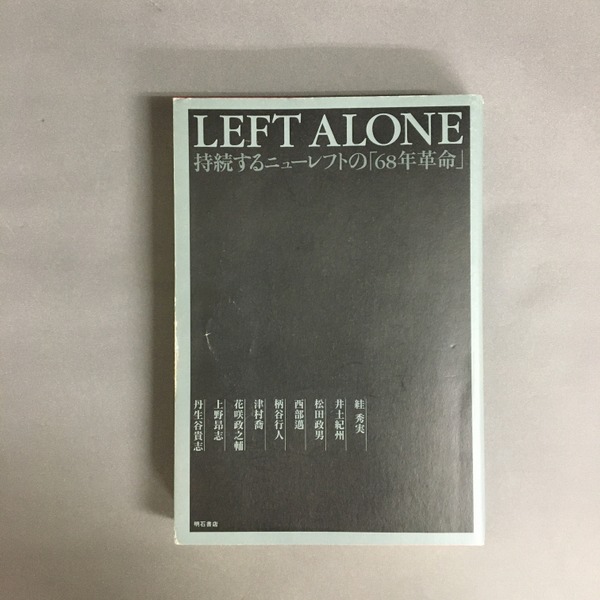 LEFT ALONE
持続するニューレフトの「68年革命」
絓 秀実
井土紀州
松田政男
西部邁
柄谷行人
津村喬
花咲政之輔
上野昂志
丹生谷貴志
明石書店